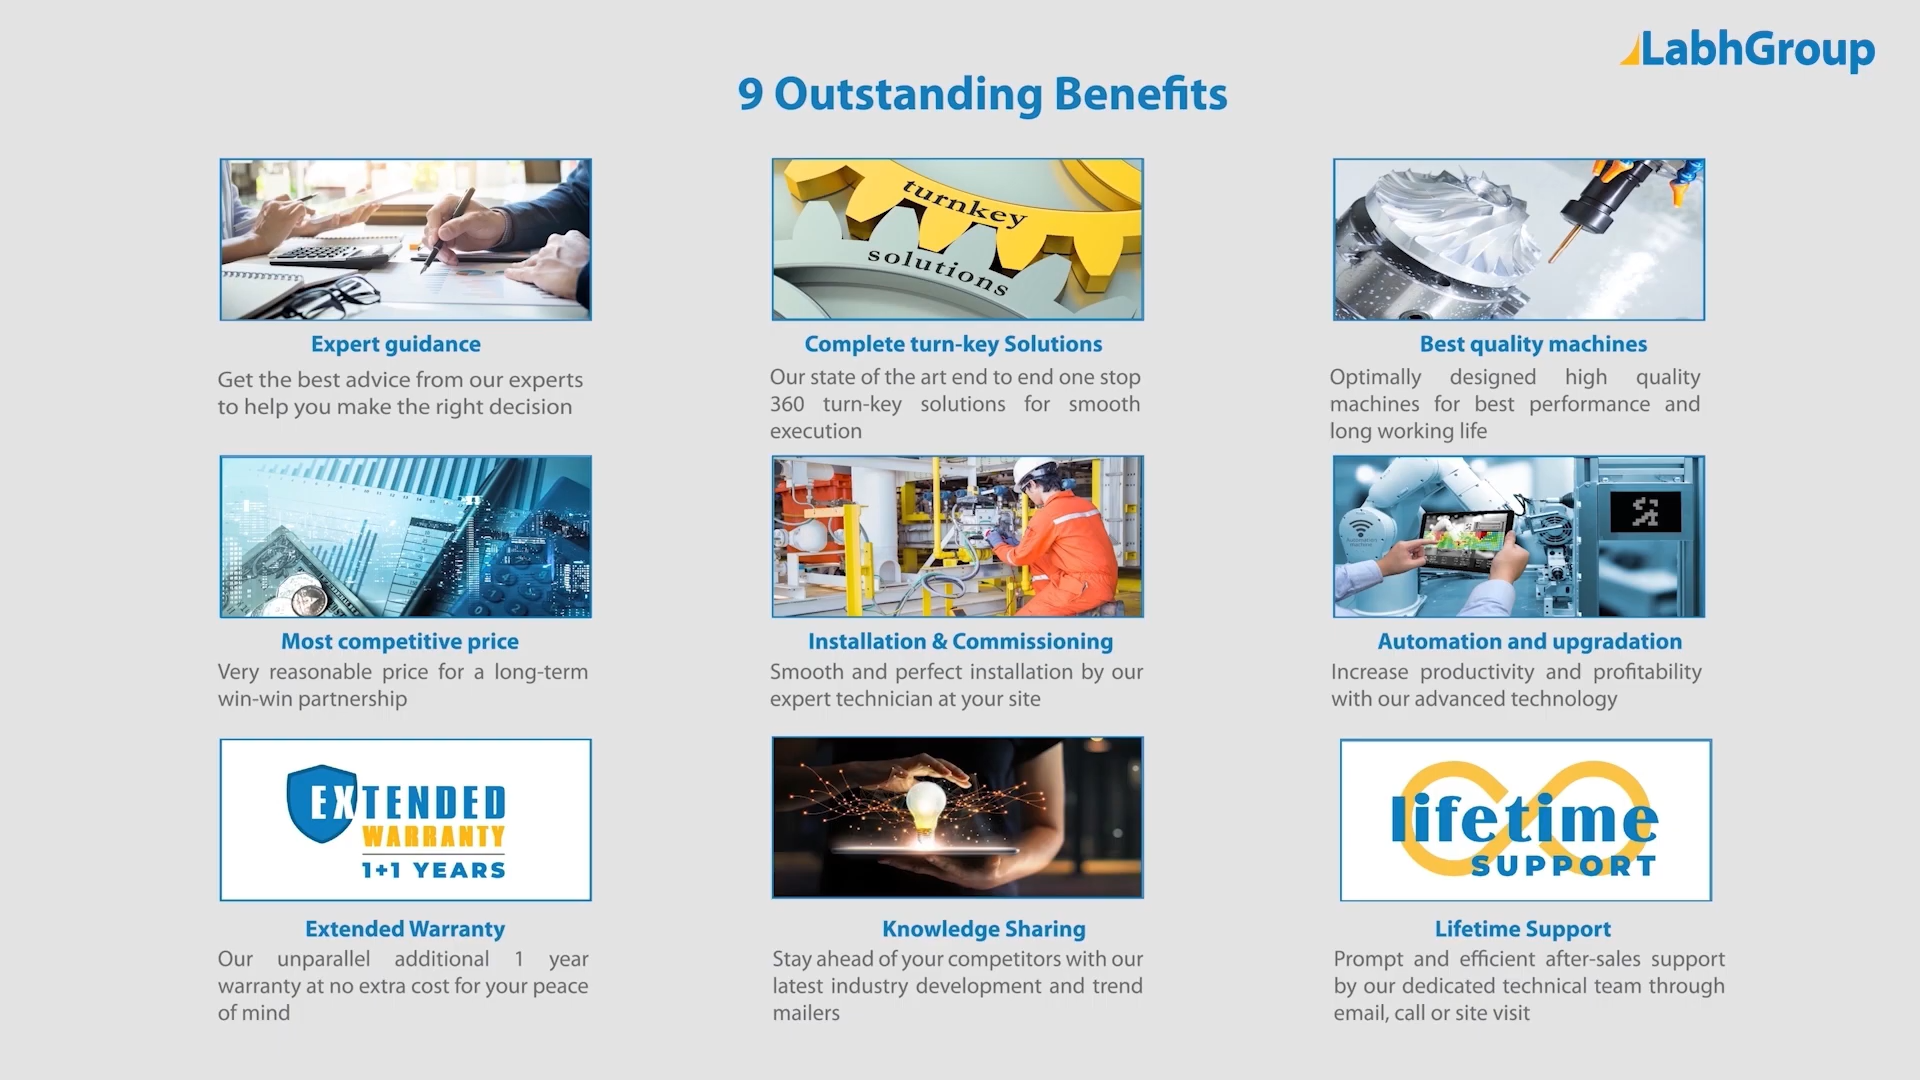 LabhGroup
9 Outstanding Benefits
turnkey
solutions
Expert guidance
Get the best advice from our experts
to help you make the right decision
Complete turn-key Solutions
Our state of the art end to end one stop
360 turn-key solutions for smooth
execution
Best quality machines
Optimally designed high quality
machines for best performance and
long working life
Most competitive price
Very reasonable price for a long-term
win-win partnership
Installation & Commissioning
Smooth and perfect installation by our
expert technician at your site
Automation and upgradation
Increase productivity and profitability
with our advanced technology
EXTENDED
WARRANTY
1+1 YEARS
Extended Warranty
Our unparallel additional 1 year
warranty at no extra cost for your peace
of mind
Knowledge Sharing
Stay ahead of your competitors with our
latest industry development and trend
mailers
lifetime
SUPPORT
Lifetime Support
Prompt and efficient after-sales support
by our dedicated technical team through
email, call or site visit